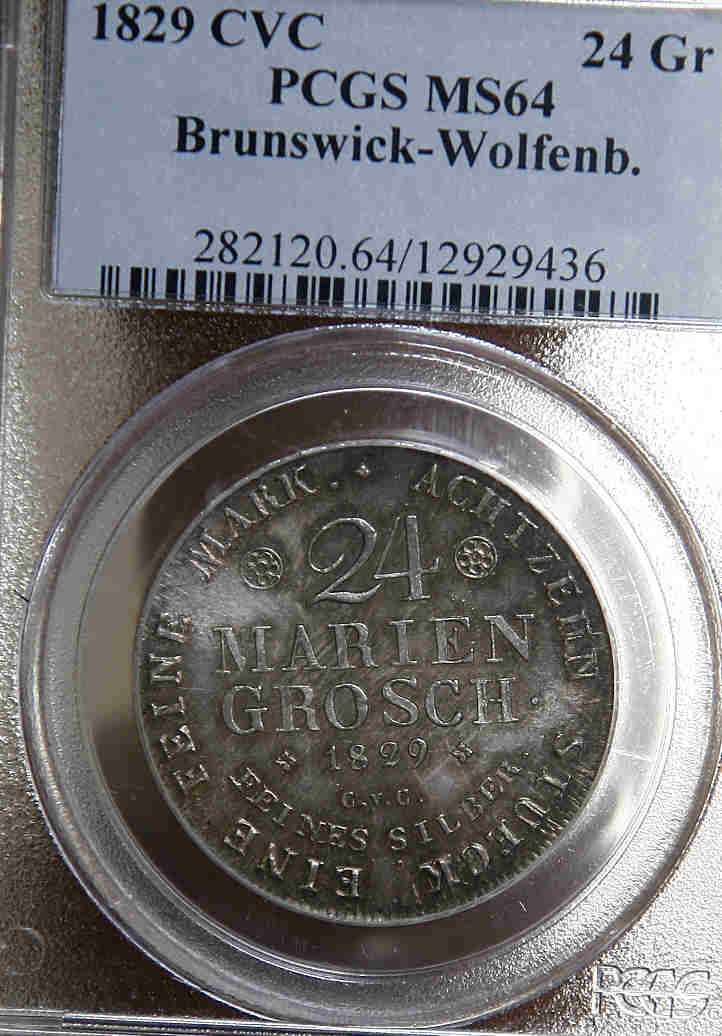 1829 CVC 24 Gr
PCGS MS64
Brunswick-Wolfenb.
282120.64/12929436
ACHTZEHN STUECK EINE FEINE MARK.
24
MARIEN
GROSCH.
1829
C.V.C.
FEINES SILBER.
PCGS